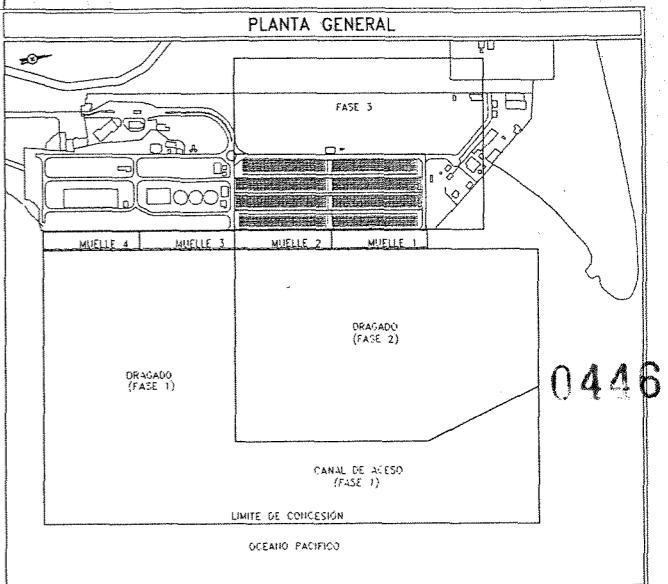 PLANTA GENERAL
FASE 3
MUELLE 4
MUELLE 3
MUELLE 2
MUELLE 1
DRAGADO
(FASE 2)
DRAGADO
(FASE 1)
0446
CANAL DE ACESO
(FASE 1)
LIMITE DE CONCESIÓN
OCEANO PACIFICO